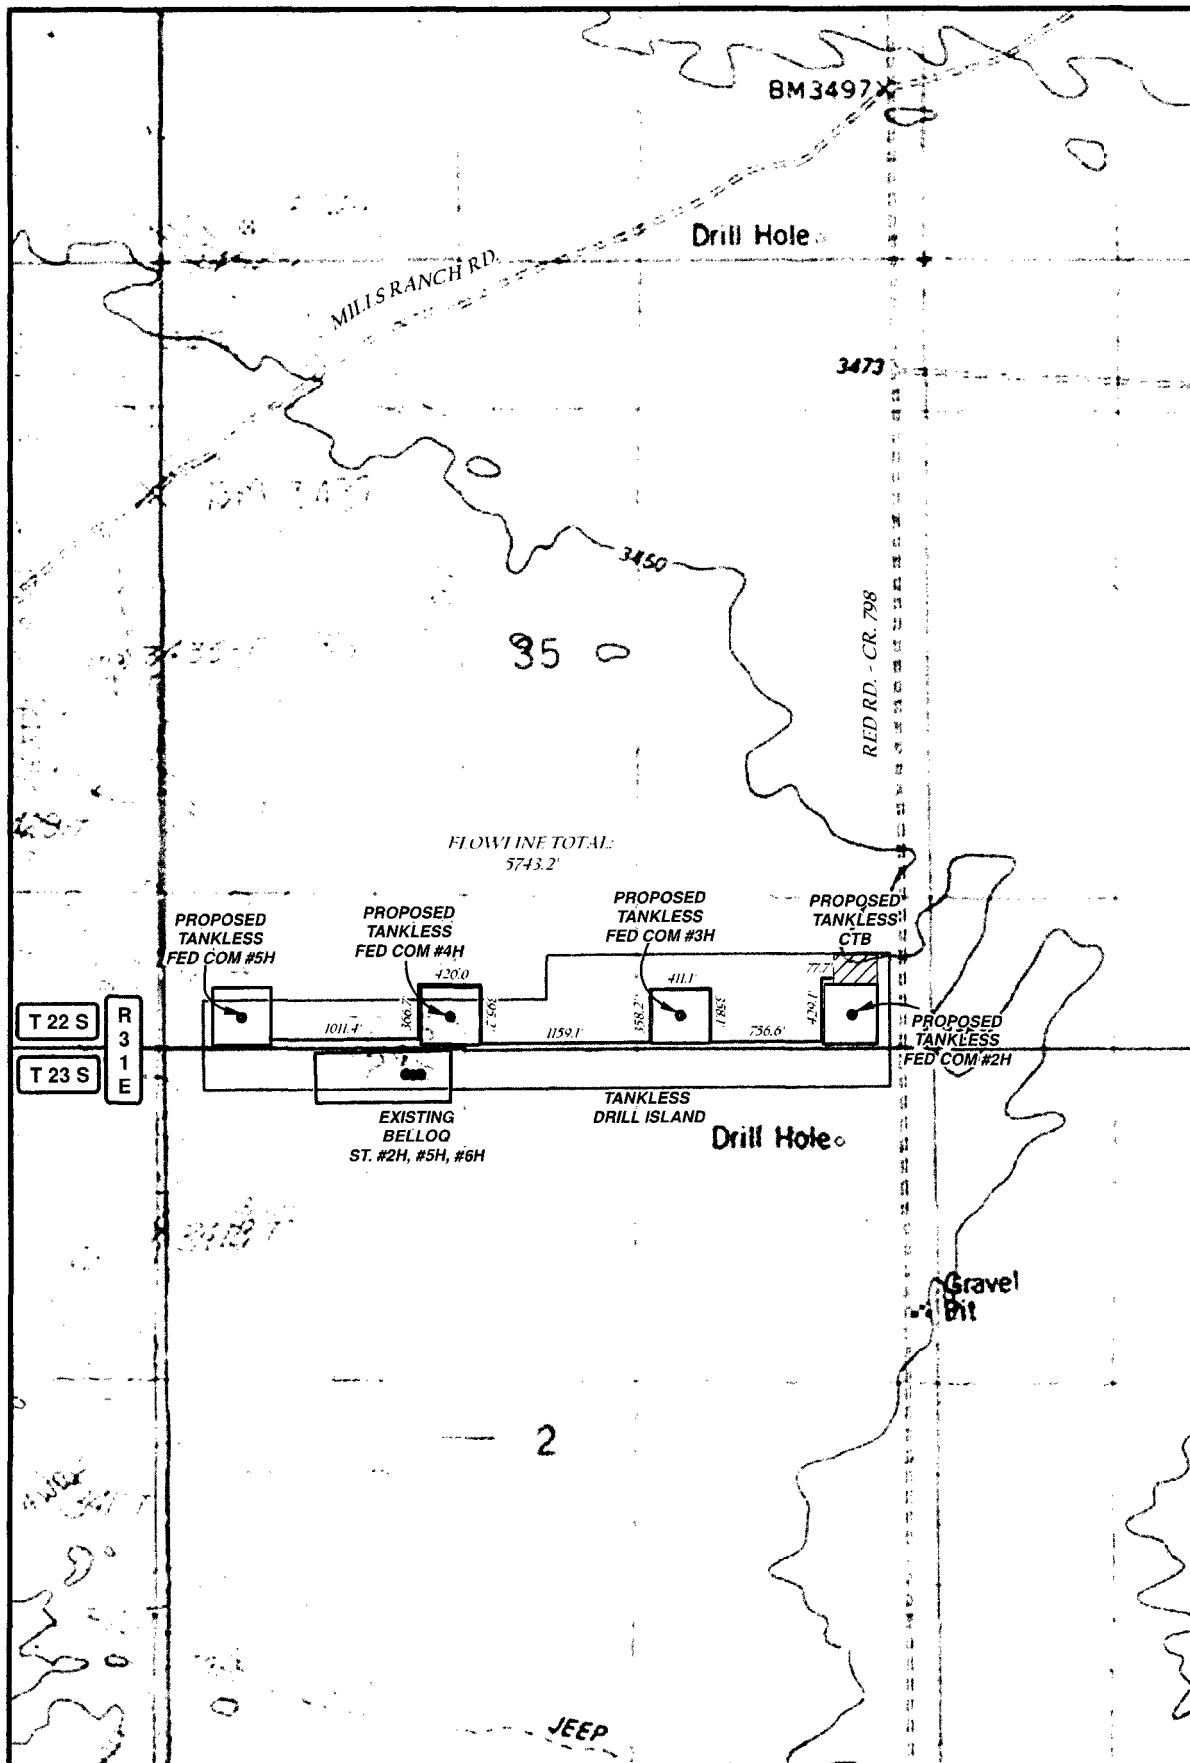 BM3497
Drill Hole
MILLS RANCH RD.
3473
3450
35
RED RD. - CR. 798
FLOWLINE TOTAL:
5743.2'
PROPOSED
TANKLESS
FED COM #5H
PROPOSED
TANKLESS
FED COM #4H
PROPOSED
TANKLESS
FED COM #3H
PROPOSED
TANKLESS
CTB
420.0
411.1'
77.7'
366.7'
358.2'
429.1'
1011.4'
1159.1'
756.6'
T 22 S
R
3
1
E
T 23 S
PROPOSED
TANKLESS
FED COM #2H
TANKLESS
DRILL ISLAND
EXISTING
BELLOQ
ST. #2H, #5H, #6H
Drill Hole
Gravel
Pit
2
JEEP